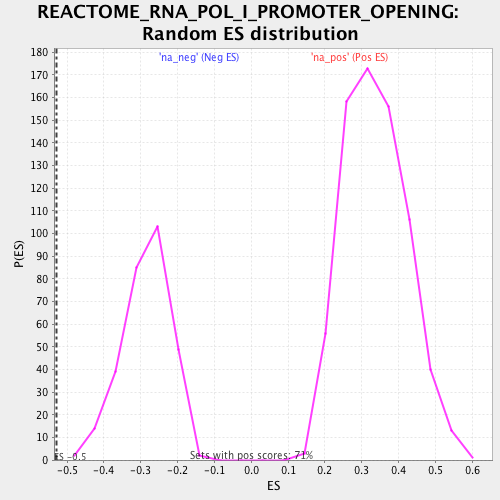 REACTOME_RNA_POL_I_PROMOTER_OPENING:
Random ES distribution
'na_neg' (Neg ES) 'na_pos' (Pos ES)
180
170
160
150
140
130
120
110
100
90
80
70
60
50
40
30
20
10
0
P(ES)
ES -0.5
Sets with pos scores: 71%
-0.5 -0.4 -0.3 -0.2 -0.1 0.0 0.1 0.2 0.3 0.4 0.5 0.6
ES